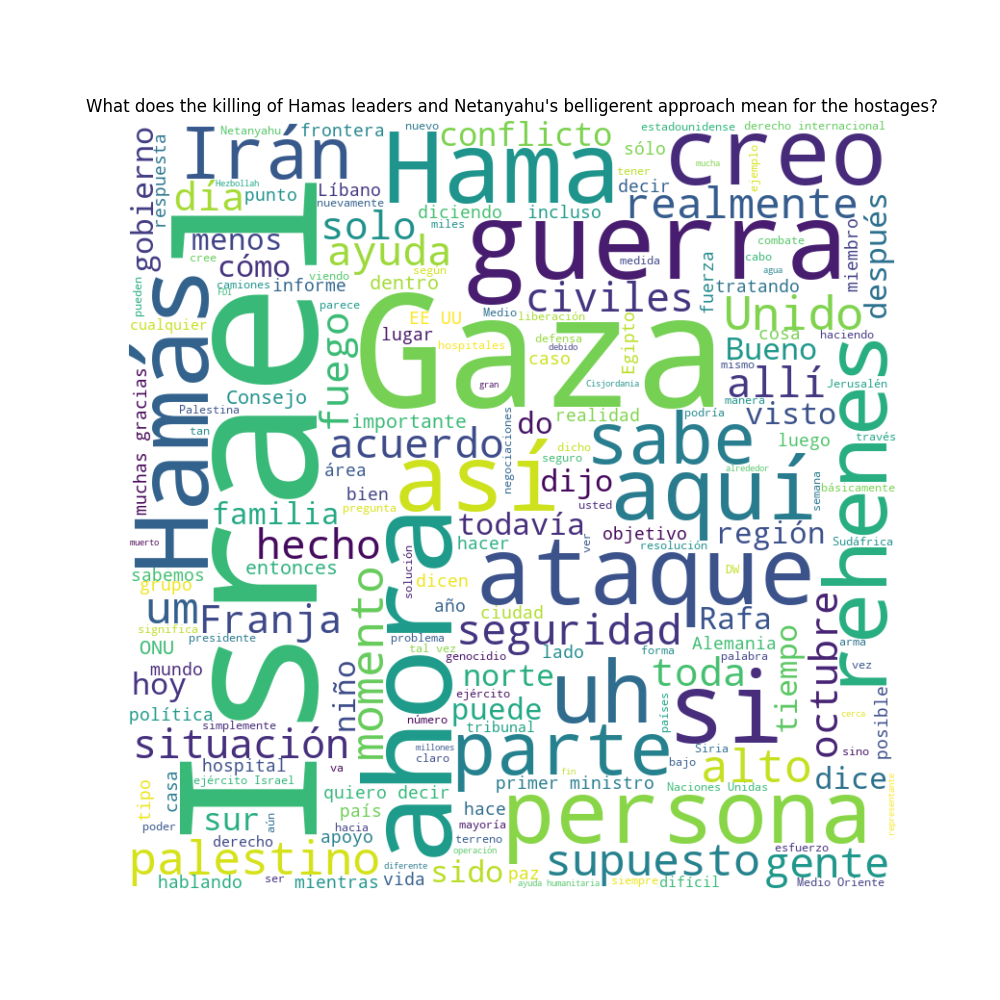 What does the killing of Hamas leaders and Netanyahu's belligerent approach mean for the hostages?
Netanyahu
frontera
nuevo
conflicto
estadounidense
derecho internacional
gobierno
respuesta
Irán
Hama
sólo
creo
mucha
ejemplo
Hezbollah
día
punto
Líbano
nuevamente
tener
decir
realmente
después
solo
diciendo
incluso
miles
menos
ayuda
guerra
combate
miembro
cree
cómo
según
medida
fuerza
cabo
agua
pueden
camiones
informe
viendo
dentro
civiles
tratando
FDI
parece
EE UU
Medio
liberación
Unido
cualquier
fuego
lugar
Gaza
hospitales
defensa
debido
Egipto
cosa
haciendo
Hamás
Israel
caso
Bueno
mismo
gran
Cisjordania
allí
Jerusalén
rehenes
muchas gracias
Consejo
manera
Palestina
importante
do
realidad
podría
visto
tan
acuerdo
negociaciones
sabe
luego
través
área
así
dicho
seguro
alrededor
bien
dijo
aquí
básicamente
pregunta
usted
semana
familia
todavía
objetivo
región
muerto
hecho
ahora
hacer
ver
resolución
Sudáfrica
sabemos
entonces
solución
dicen
ataque
DW
grupo
um
Franja
año
ciudad
Rafa
octubre
significa
presidente
problema
seguridad
Alemania
arma
ONU
tal vez
genocidio
lado
forma
palabra
tiempo
vez
mundo
niño
momento
norte
toda
hoy
ejército
uh
si
posible
política
simplemente
número
puede
países
cerca
situación
tribunal
parte
millones
claro
Siria
sino
hospital
va
bajo
alto
ejército Israel
fin
primer ministro
Naciones Unidas
dice
tipo
casa
quiero decir
representante
sur
aún
país
hace
persona
poder
hacia
mayoría
derecho
apoyo
terreno
operación
esfuerzo
palestino
diferente
sido
paz
supuesto
gente
hablando
ser
mientras
vida
ayuda humanitaria
siempre
difícil
Medio Oriente